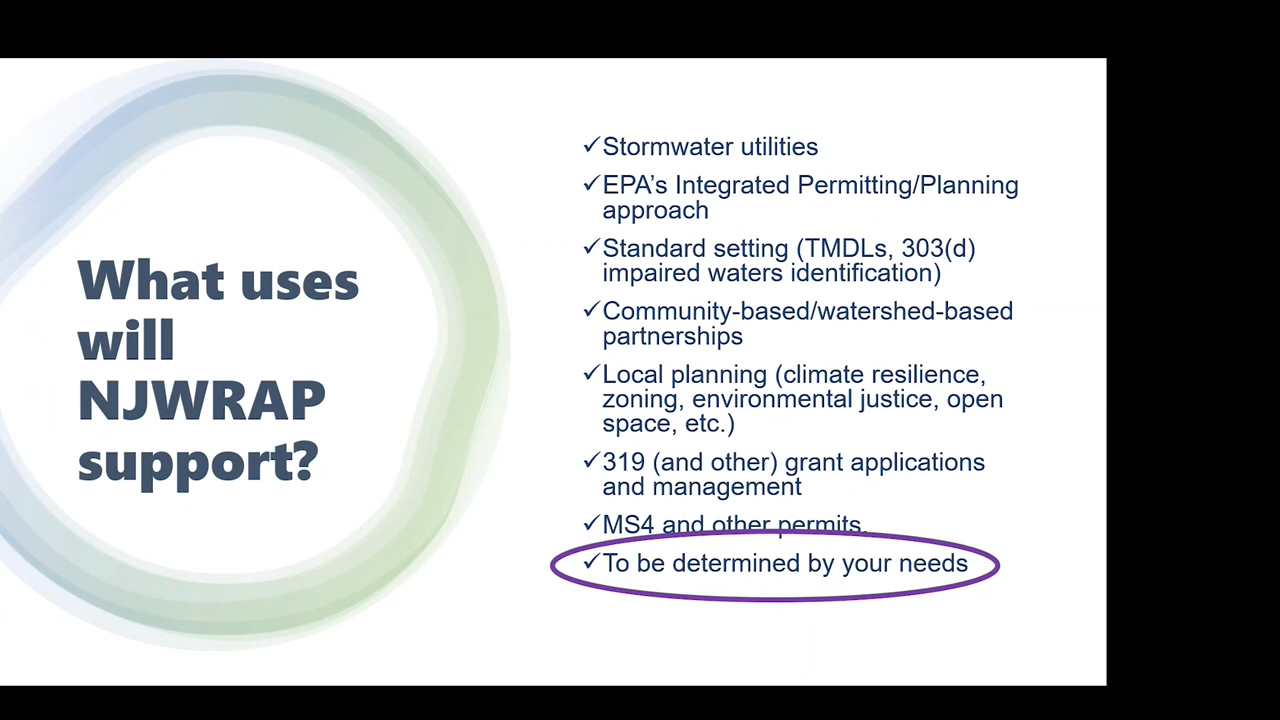 What uses
will
NJWRAP
support?
✓Stormwater utilities
✓EPA’s Integrated Permitting/Planning
approach
✓Standard setting (TMDLs, 303(d)
impaired waters identification)
✓Community-based/watershed-based
partnerships
✓Local planning (climate resilience,
zoning, environmental justice, open
space, etc.)
✓319 (and other) grant applications
and management
✓MS4 and other permits.
✓To be determined by your needs